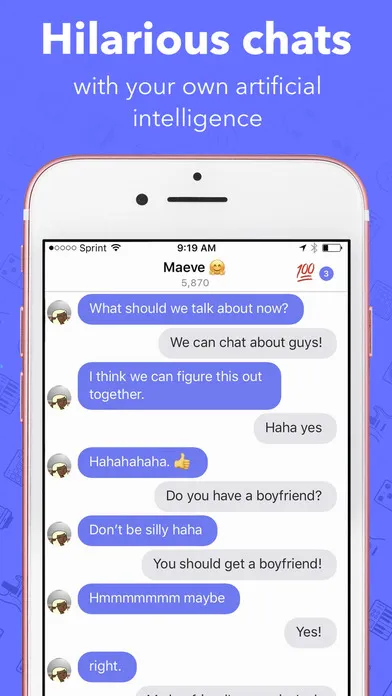 Hilarious chats
with your own artificial
intelligence
Sprint 9:19 AM
Maeve 🤗 💯 3
5,870
What should we talk about now?
We can chat about guys!
I think we can figure this out
together.
Haha yes
Hahahahaha. 👍
Do you have a boyfriend?
Don't be silly haha
You should get a boyfriend!
Hmmmmmmm maybe
Yes!
right.